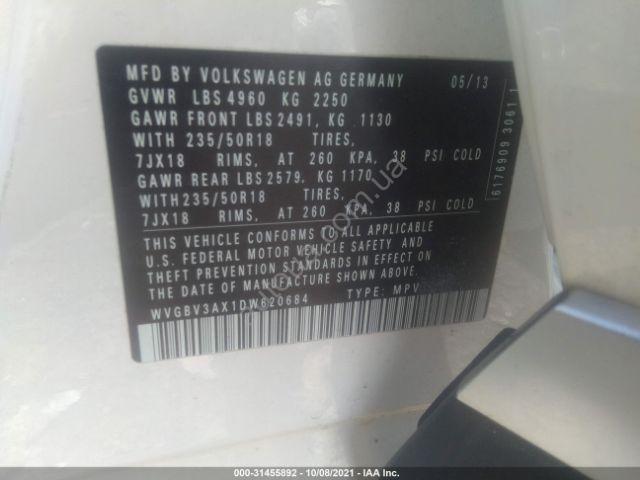 MFD BY VOLKSWAGEN AG GERMANY 05/13
GVWR LBS 4960 KG 2250
GAWR FRONT LBS 2491, KG 1130
WITH 235/50R18 TIRES,
7JX18 RIMS, AT 260 KPA, 38 PSI COLD
GAWR REAR LBS 2579. KG 1170
WITH 235/50R18 TIRES,
7JX18 RIMS, AT 260 KPA, 38 PSI COLD
THIS VEHICLE CONFORMS TO ALL APPLICABLE
U.S. FEDERAL MOTOR VEHICLE SAFETY AND
THEFT PREVENTION STANDARDS IN EFFECT ON THE
DATE OF MANUFACTURE SHOWN ABOVE.
WVGBV3AX1DW620684 TYPE: MPV
6176909 3061 1
000-31455892 - 10/08/2021 - IAA Inc.